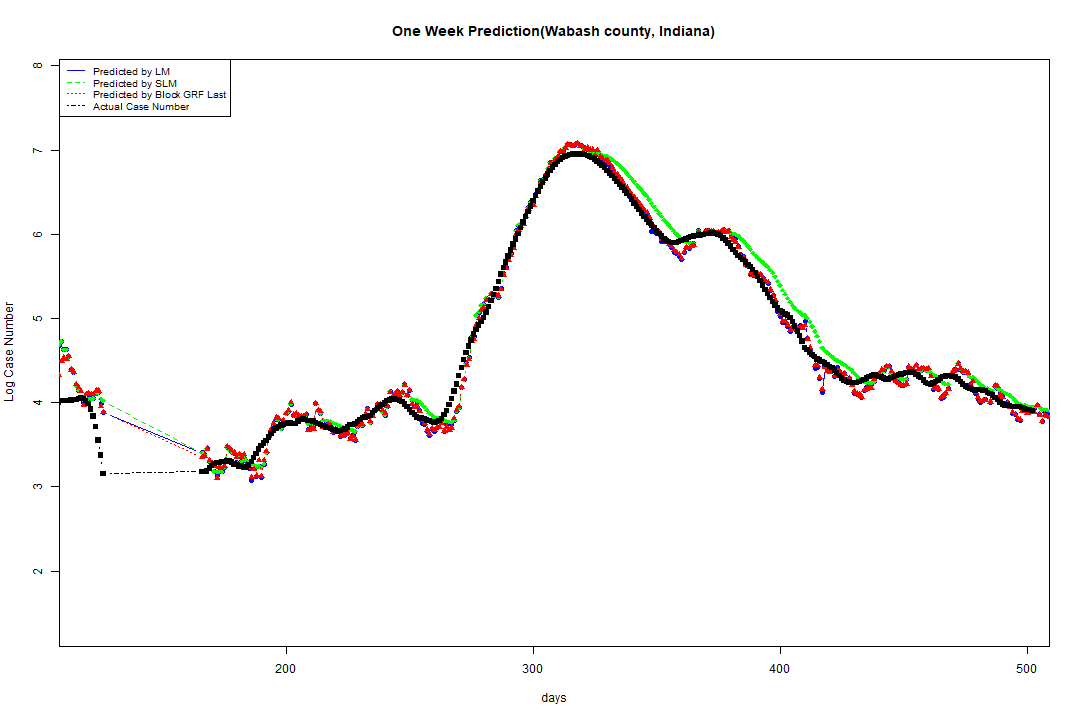 One Week Prediction(Wabash county, Indiana)
Predicted by LM
Predicted by SLM
Predicted by Block GRF Last
Actual Case Number
8
7
6
5
4
3
2
Log Case Number
200 300 400 500
days